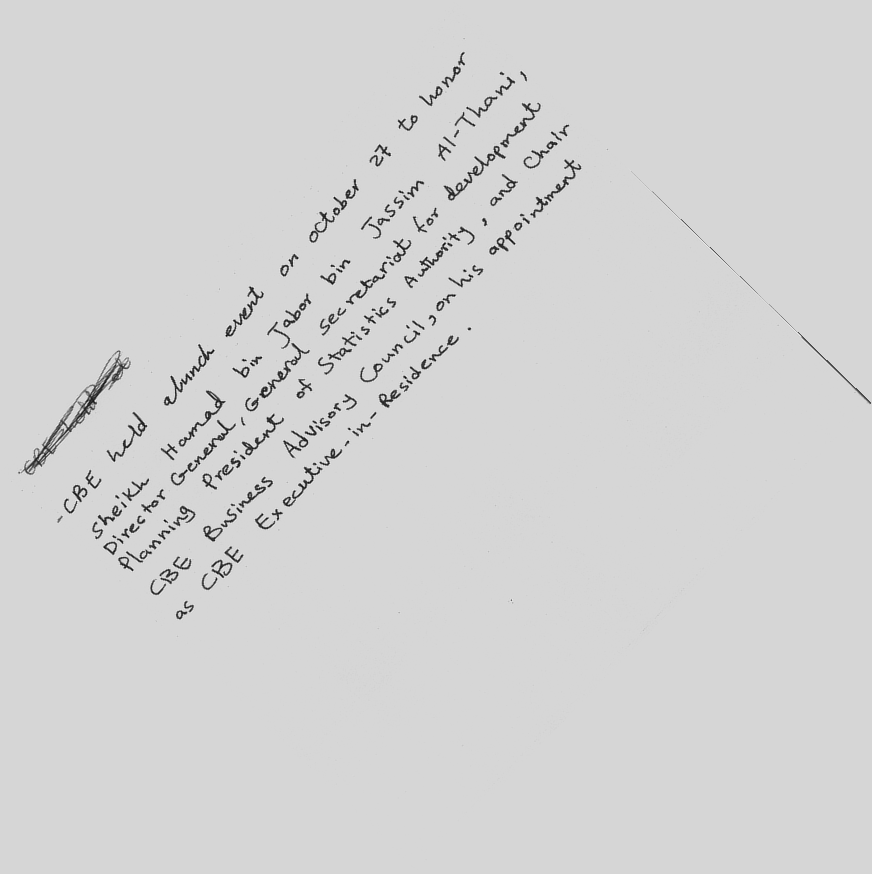 -CBE held alunch event on october 27 to honor
Sheikh Hamad bin Jabor bin Jassim Al-Thani,
Director General, General secretariat for development
Planning President of Statistics Authority, and Chair
CBE Business Advisory Council, on his appointment
as CBE Executive-in-Residence.